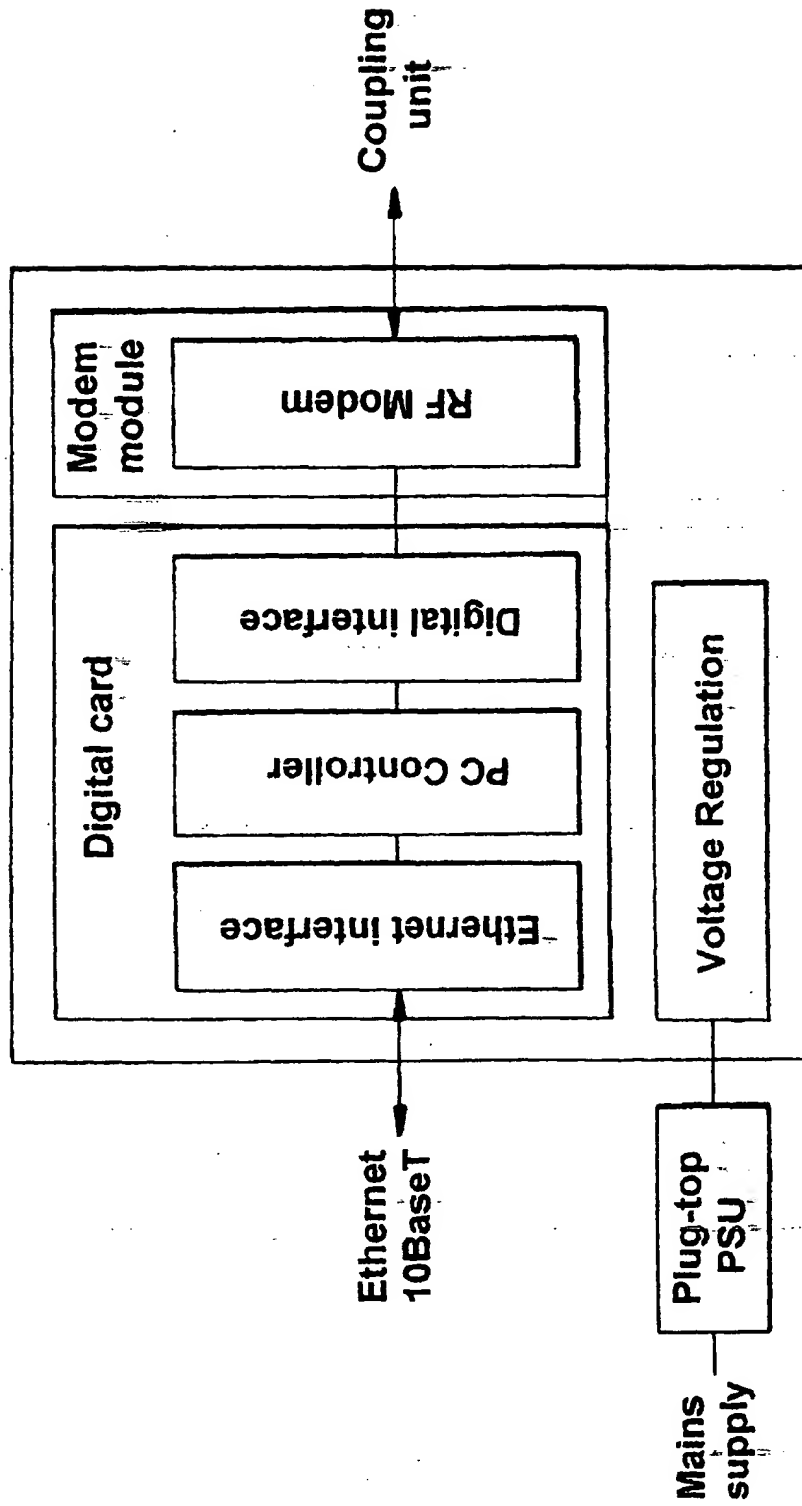 Digital card
Modem
module
Ethernet interface
PC Controller
Digital interface
RF Modem
Ethernet
10BaseT
Coupling
unit
Mains
supply
Plug-top
PSU
Voltage Regulation